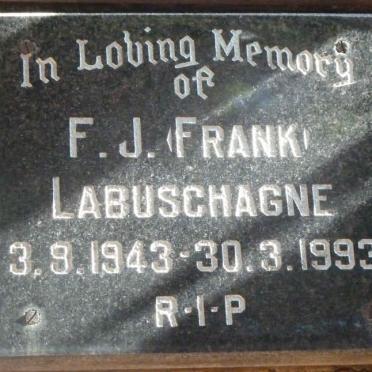 In Loving Memory
of
F. J. (FRANK)
LABUSCHAGNE
3.9.1943-30.3.1993
R-I-P